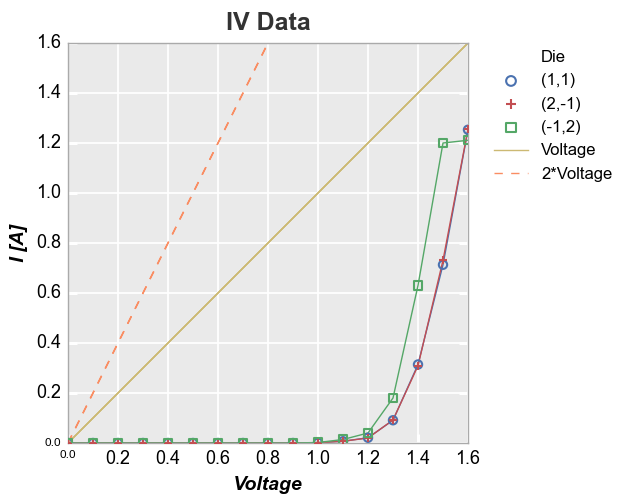 IV Data
1.6
1.4
1.2
1.0
0.8
0.6
0.4
0.2
0.0
I [A]
0.0 0.2 0.4 0.6 0.8 1.0 1.2 1.4 1.6
Voltage
Die
(1,1)
(2,-1)
(-1,2)
Voltage
2*Voltage